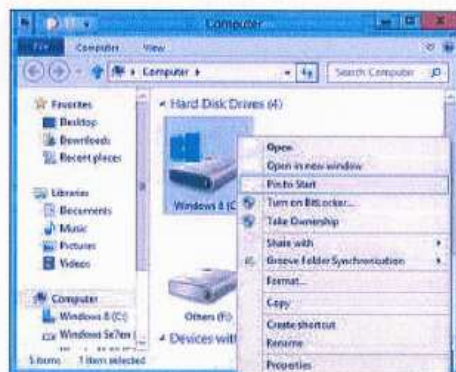 Computer
File Computer View
Computer
Search Computer
Favorites
Desktop
Downloads
Recent places
Libraries
Documents
Music
Pictures
Videos
Computer
Windows 8 (C:)
Windows Se7en
Hard Disk Drives (4)
Windows 8 (C
Others (F:)
Devices with
Open
Open in new window
Pin to Start
Turn on BitLocker...
Take Ownership
Share with
Groove Folder Synchronization
Format...
Copy
Create shortcut
Rename
Properties
5 items 1 item selected